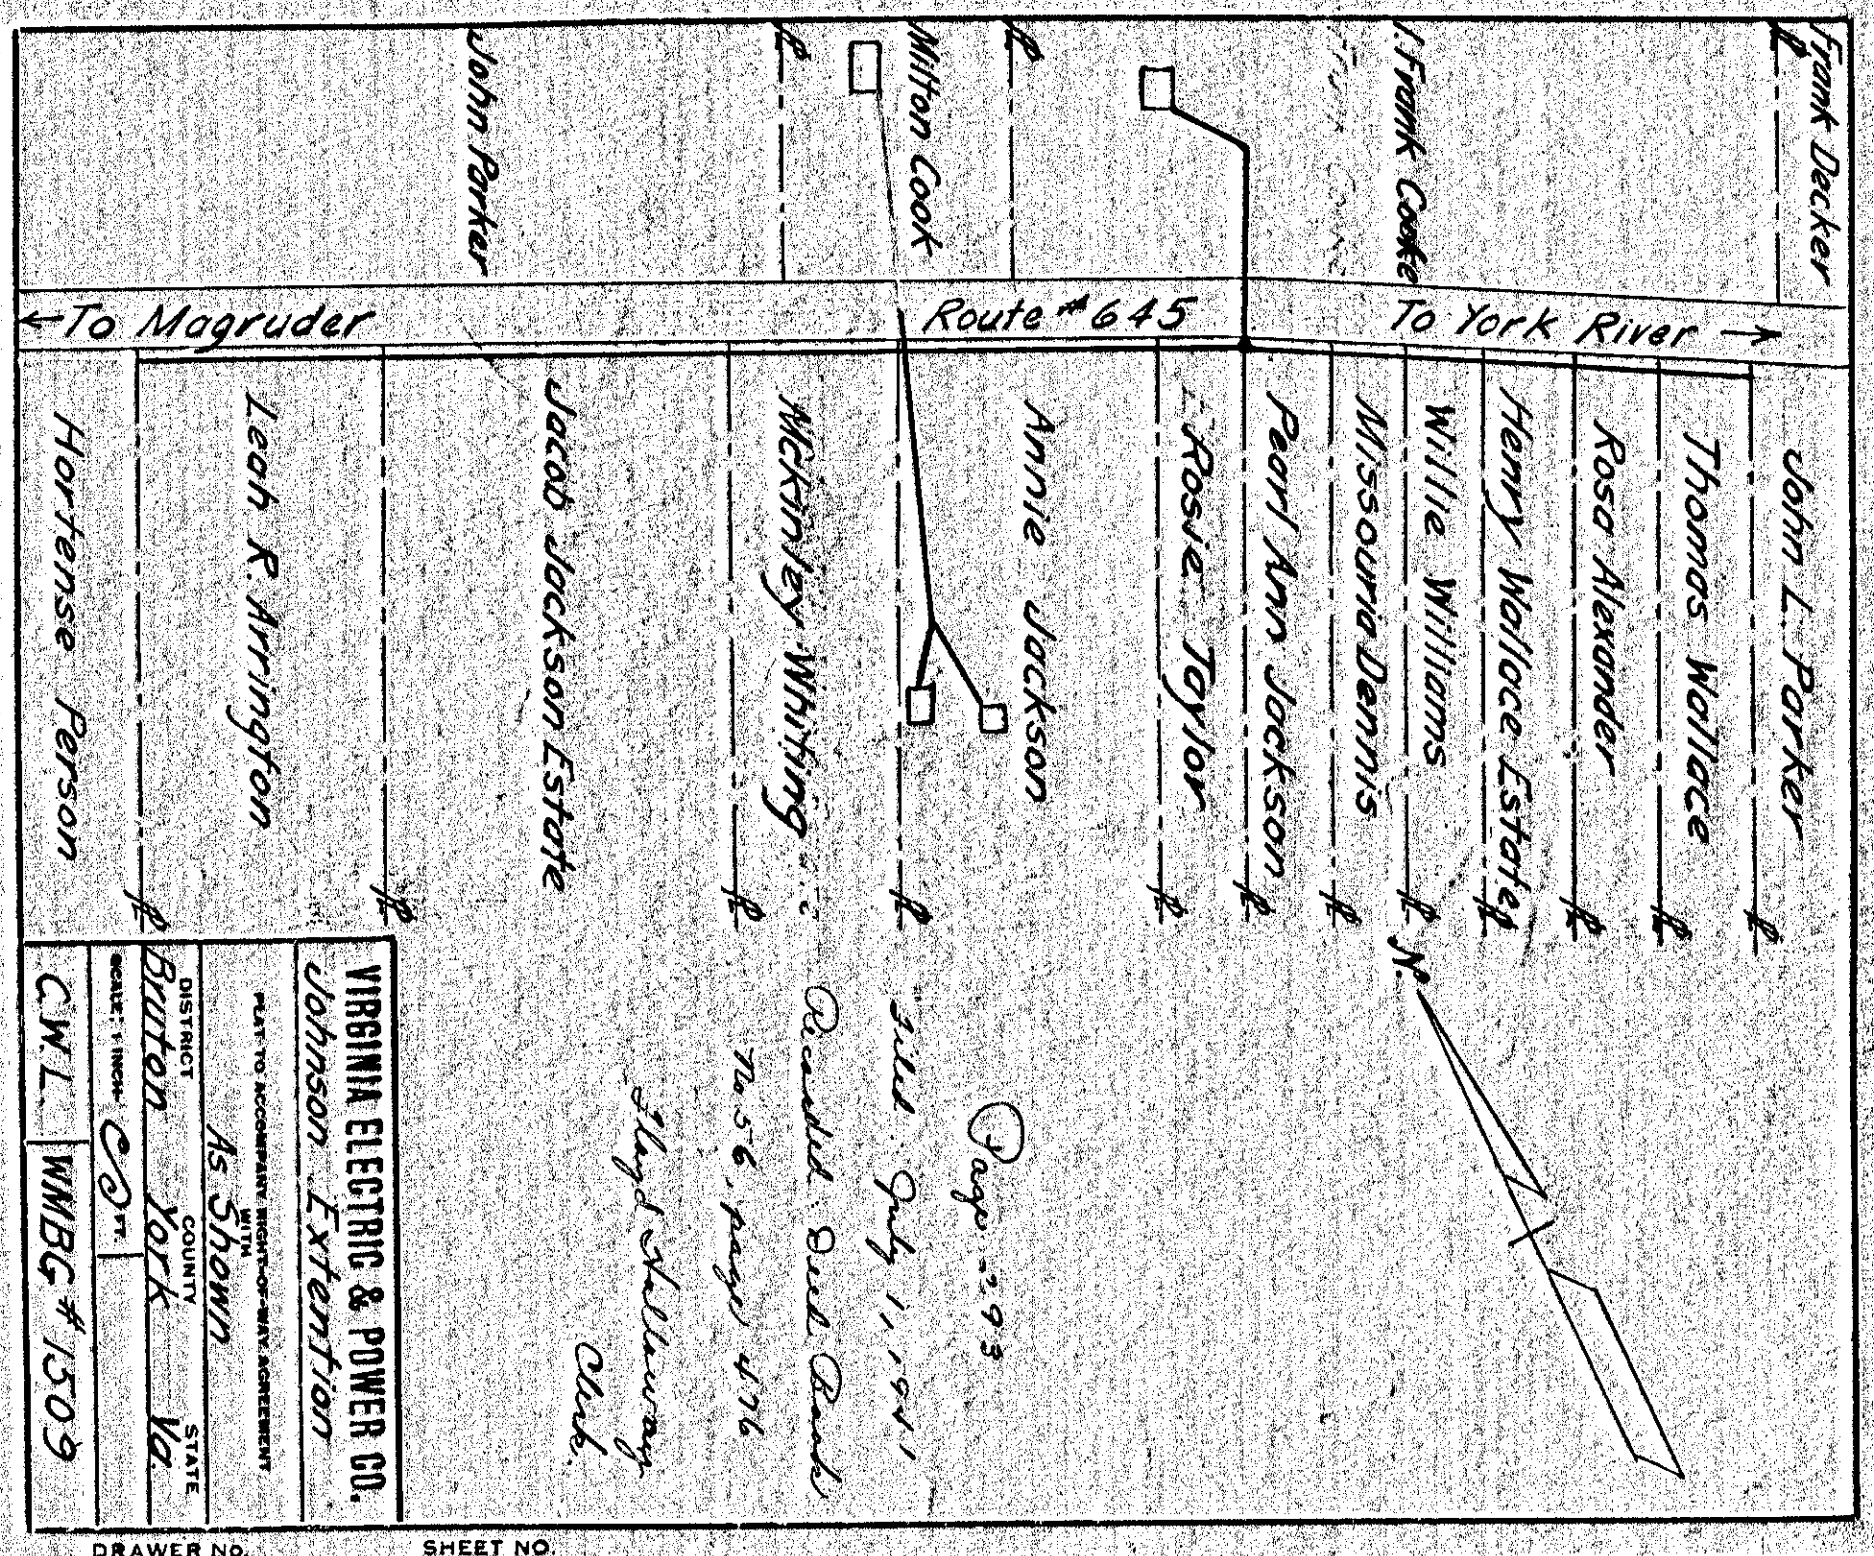 John Parker
Milton Cook
J. Frank Cooke
Frank Decker
← To Magruder
Route #645
To York River →
Hortense Person
Leah R. Arrington
Jacob Jackson Estate
McKinley Whiting
Annie Jackson
Rosie Taylor
Pearl Ann Jackson
Missouria Dennis
Willie Williams
Henry Wallace Estate
Rosa Alexander
Thomas Wallace
John L. Parker
N.
Page 293
Filed: July 1, 1941
Recorded: Deed Book
No 56, page 476
Floyd Hollaway
Clerk.
VIRGINIA ELECTRIC & POWER CO.
Johnson Extention
PLAT TO ACCOMPANY RIGHT-OF-WAY AGREEMENT
WITH
As Shown
DISTRICT COUNTY STATE
Bruton York Va.
SCALE: 1 INCH= FT.
C.W.L. WMBG #1509
DRAWER NO.
SHEET NO.